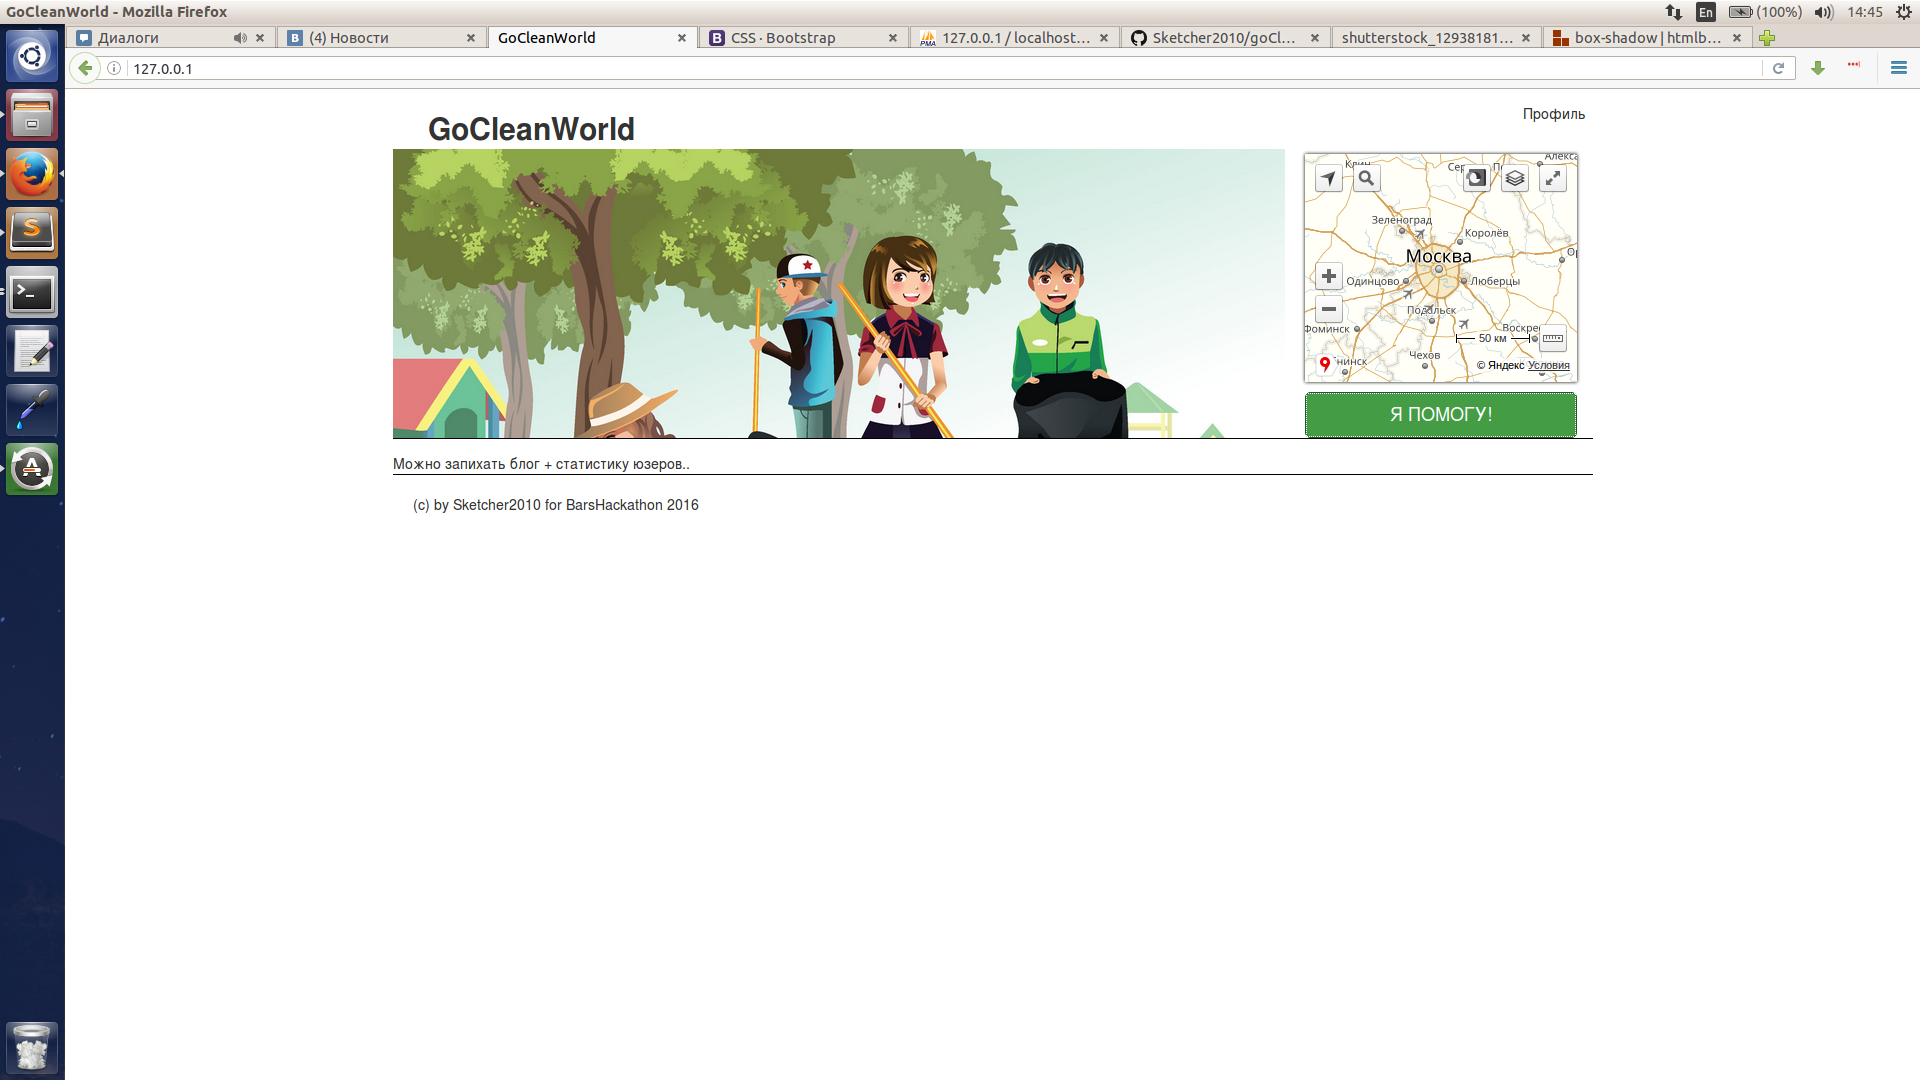 GoCleanWorld - Mozilla Firefox
En
(100%)
14:45
Диалоги
(4) Новости
GoCleanWorld
CSS · Bootstrap
127.0.0.1 / localhost...
Sketcher2010/goCl...
shutterstock_12938181...
box-shadow | htmlb...
127.0.0.1
Профиль
GoCleanWorld
Клин
Алекса
Зеленоград
Королёв
Москва
Одинцово
Люберцы
Подольск
Фоминск
Воскре
50 км
Чехов
© Яндекс Условия
Я ПОМОГУ!
Можно запихать блог + статистику юзеров..
(c) by Sketcher2010 for BarsHackathon 2016